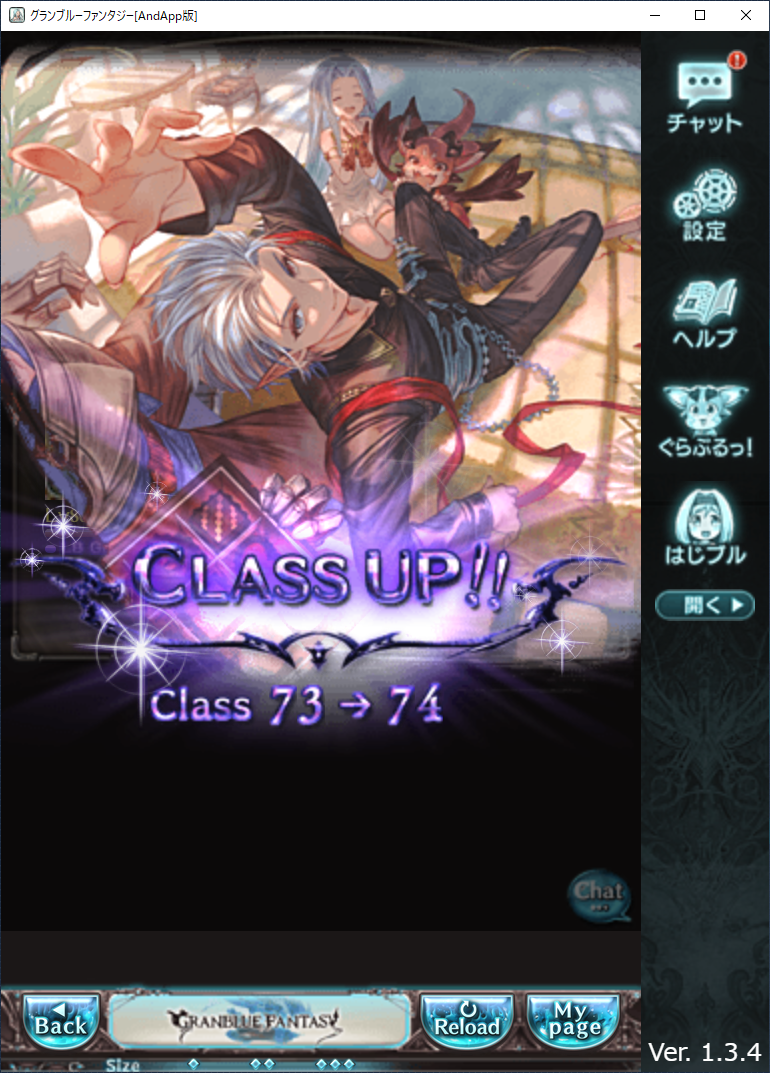 グランブルーファンタジー[AndApp版]
チャット
設定
ヘルプ
ぐらぶるっ!
はじブル
開く
CLASS UP!!
Class 73 → 74
Chat
Back
GRANBLUE FANTASY
Reload
My page
Size
Ver. 1.3.4